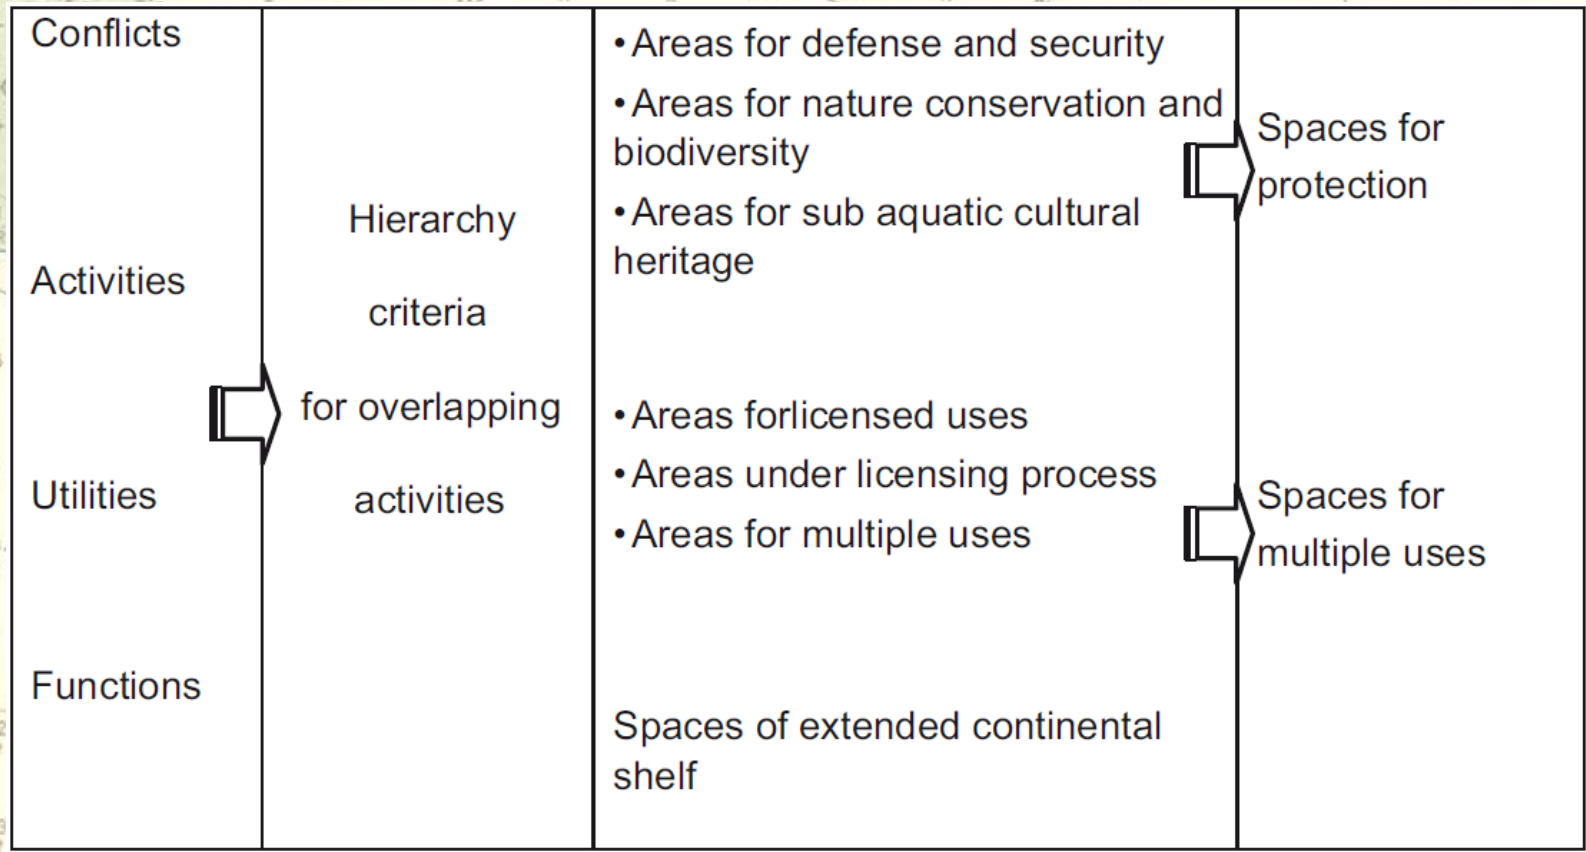 Conflicts
Activities
Utilities
Functions
Hierarchy
criteria
for overlapping
activities
•Areas for defense and security
•Areas for nature conservation and
biodiversity
•Areas for sub aquatic cultural
heritage
•Areas forlicensed uses
•Areas under licensing process
•Areas for multiple uses
Spaces of extended continental
shelf
Spaces for
protection
Spaces for
multiple uses